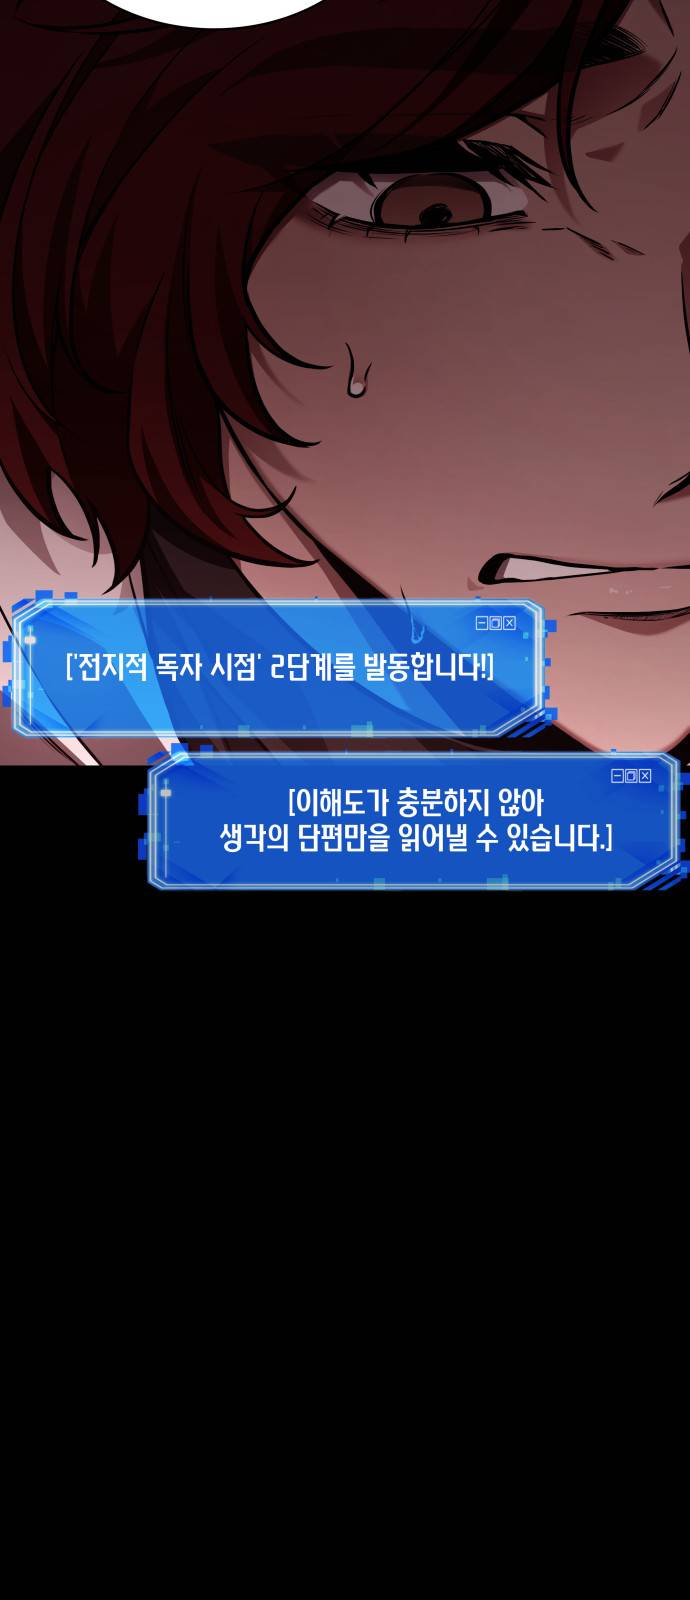 ['전지적 독자 시점' 2단계를 발동합니다!]
[이해도가 충분하지 않아
생각의 단편만을 읽어낼 수 있습니다.]